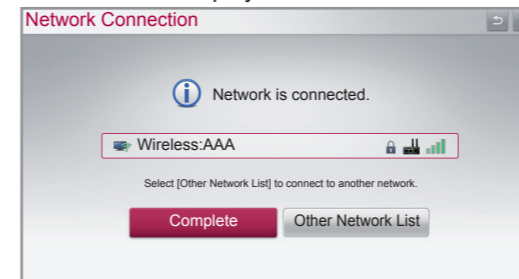 Network Connection
Network is connected.
Wireless:AAA
Select [Other Network List] to connect to another network.
Complete
Other Network List